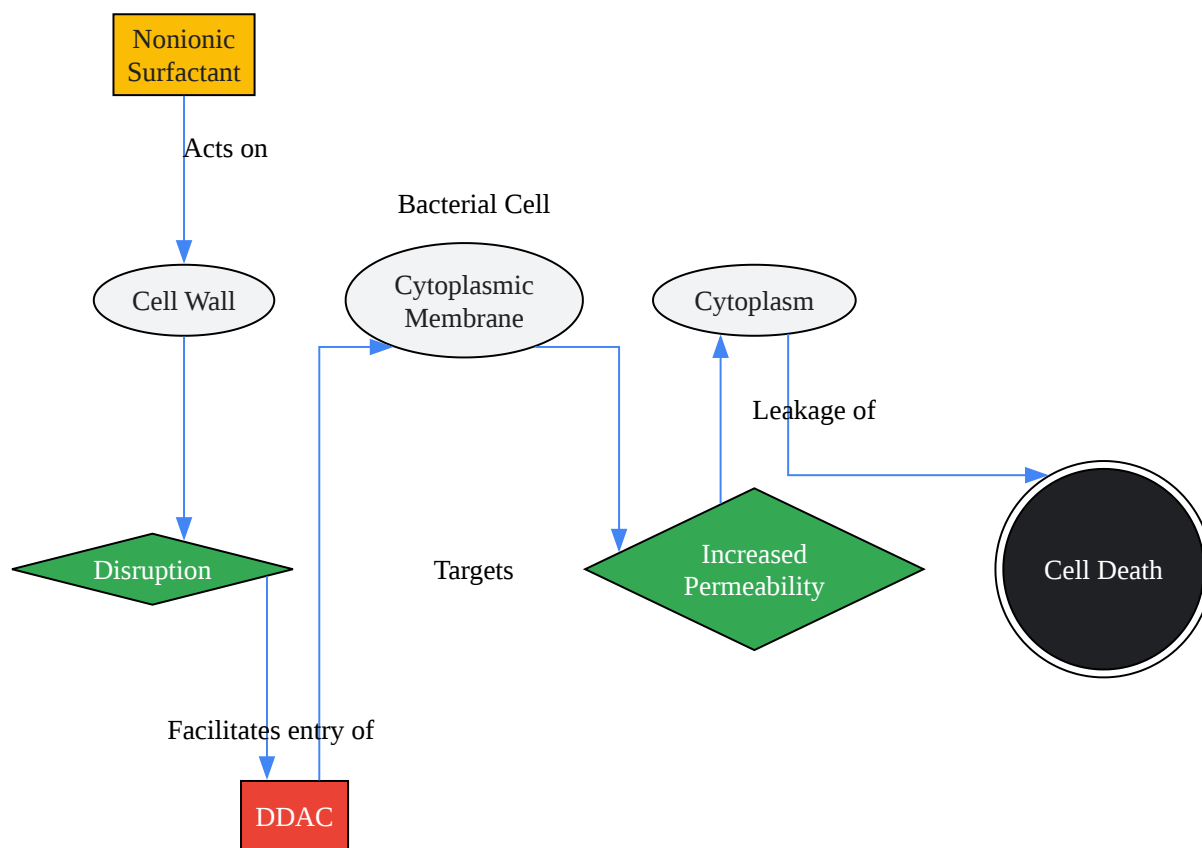 Nonionic
Surfactant
Acts on
Bacterial Cell
Cell Wall
Cytoplasmic
Membrane
Cytoplasm
Leakage of
Disruption
Targets
Increased
Permeability
Cell Death
Facilitates entry of
DDAC